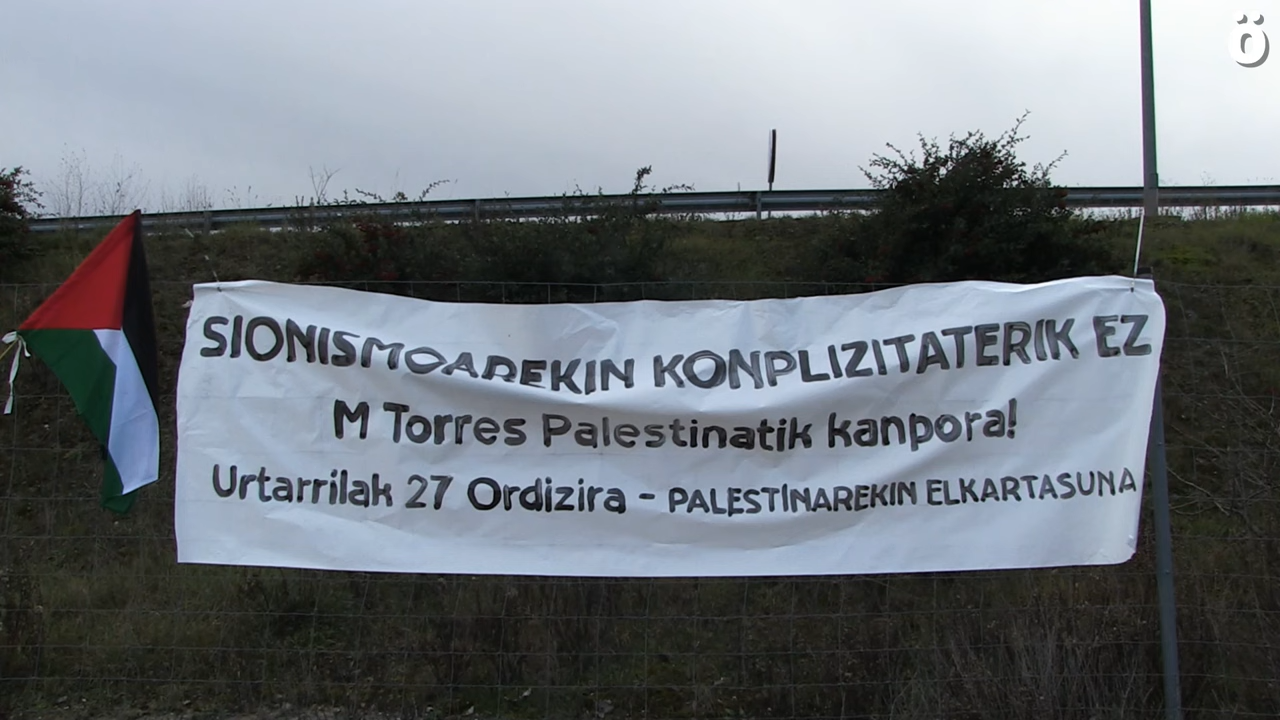 ö
SIONISMOAREKIN KONPLIZITATERIK EZ
M Torres Palestinatik kanpora!
Urtarrilak 27 Ordizira - PALESTINAREKIN ELKARTASUNA